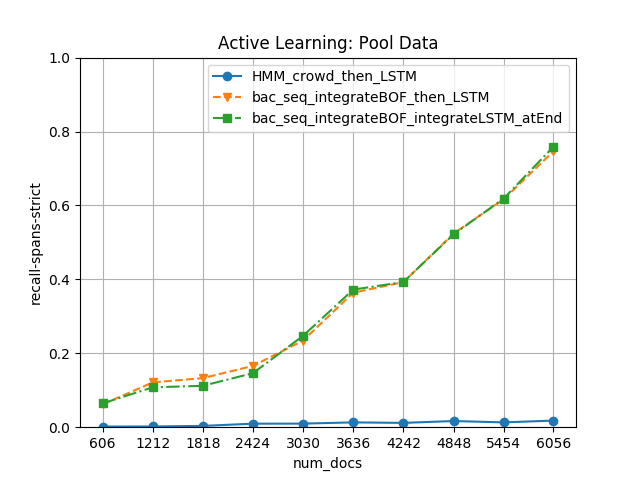 Active Learning: Pool Data
1.0
0.8
0.6
0.4
0.2
0.0
recall-spans-strict
HMM_crowd_then_LSTM
bac_seq_integrateBOF_then_LSTM
bac_seq_integrateBOF_integrateLSTM_atEnd
606 1212 1818 2424 3030 3636 4242 4848 5454 6056
num_docs